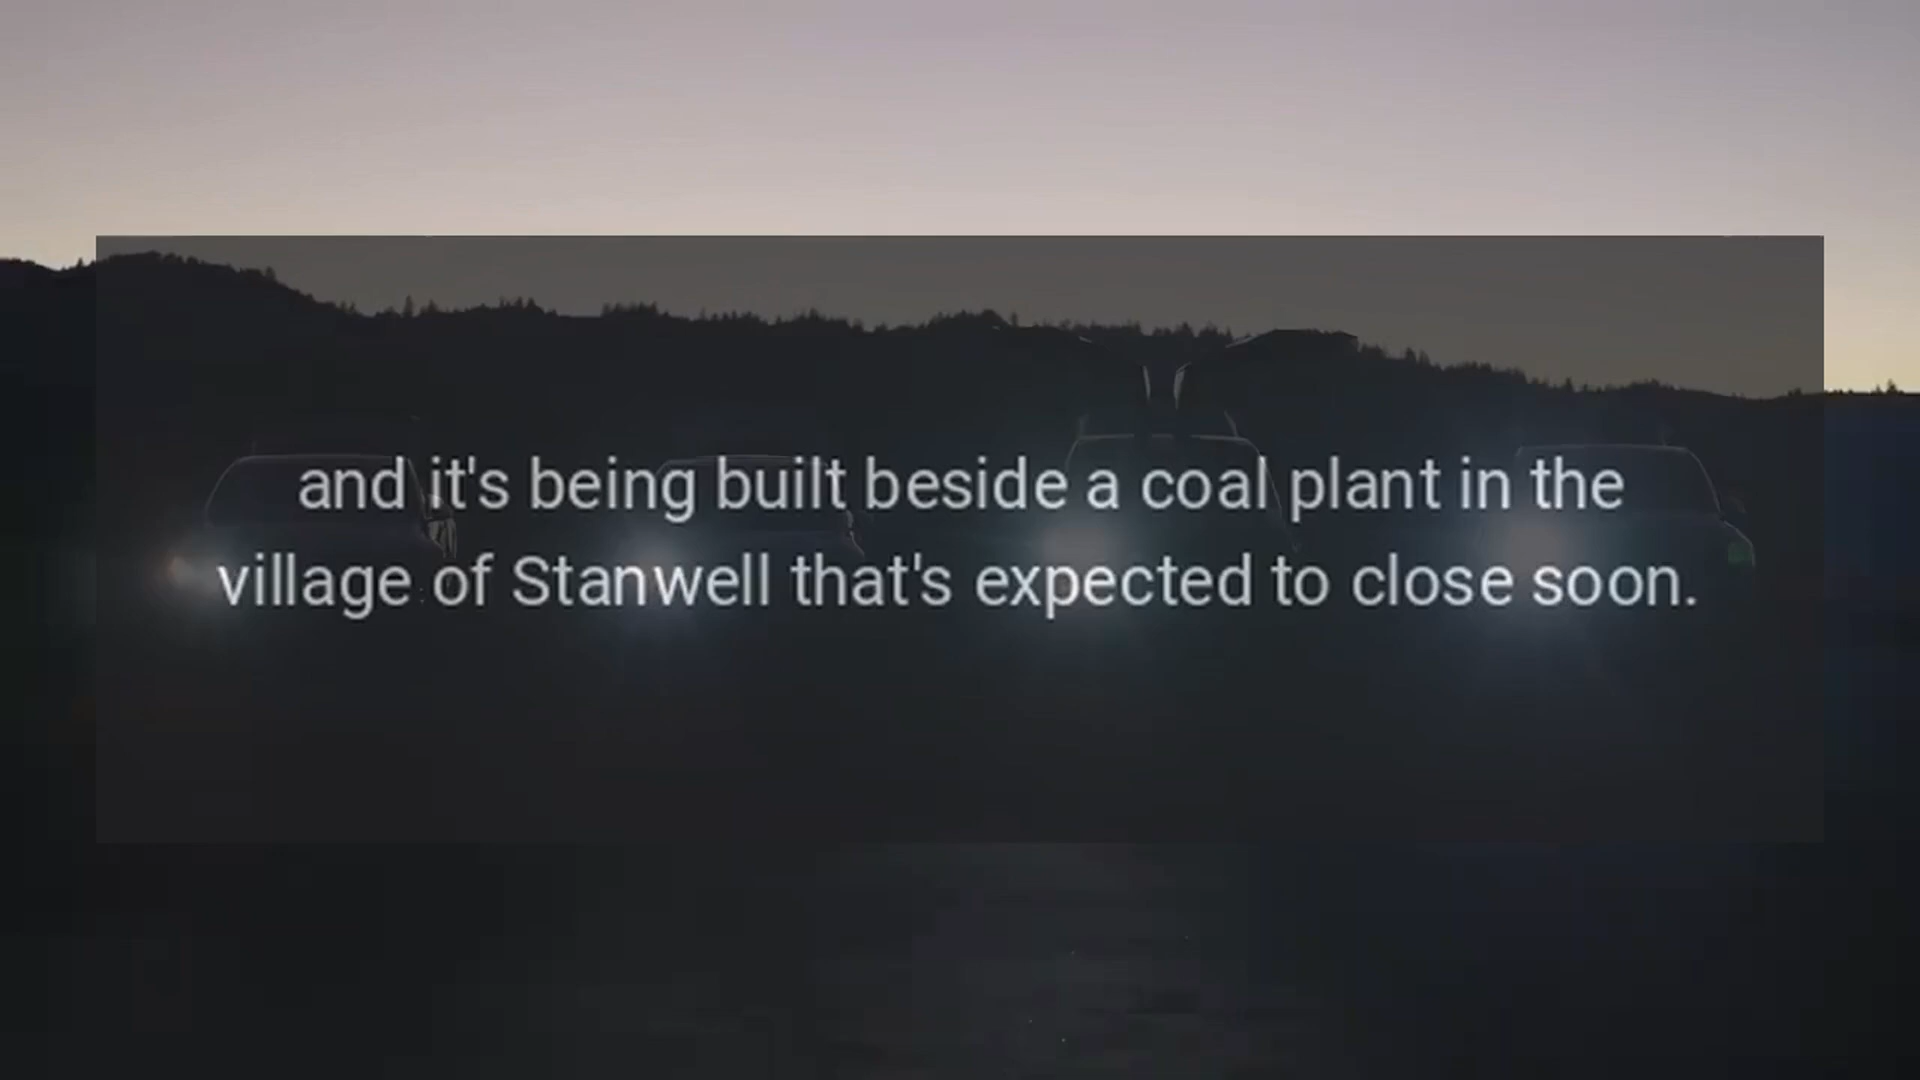 and it's being built beside a coal plant in the
village of Stanwell that's expected to close soon.